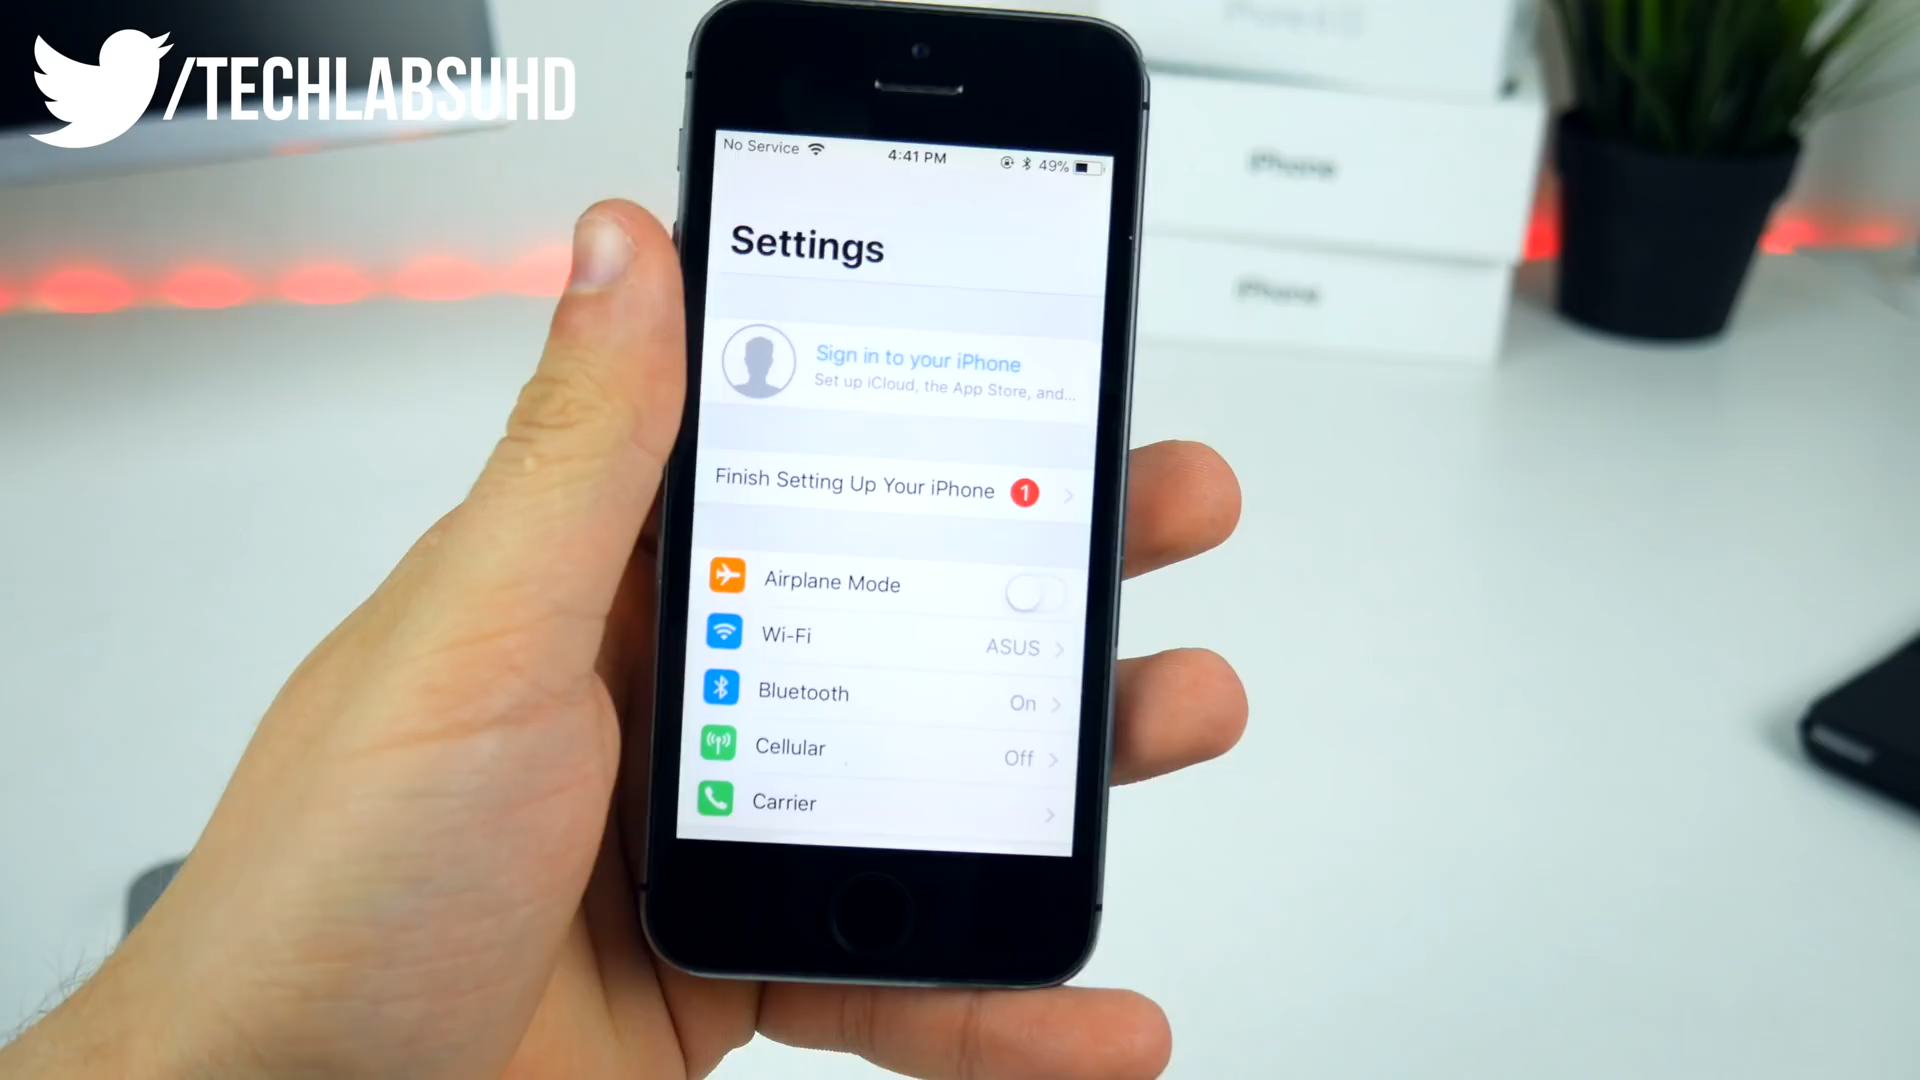 /TECHLABSUHD
No Service 4:41 PM 49%
Settings
Sign in to your iPhone
Set up iCloud, the App Store, and...
Finish Setting Up Your iPhone 1
Airplane Mode
Wi-Fi ASUS
Bluetooth On
Cellular Off
Carrier
iPhone
iPhone